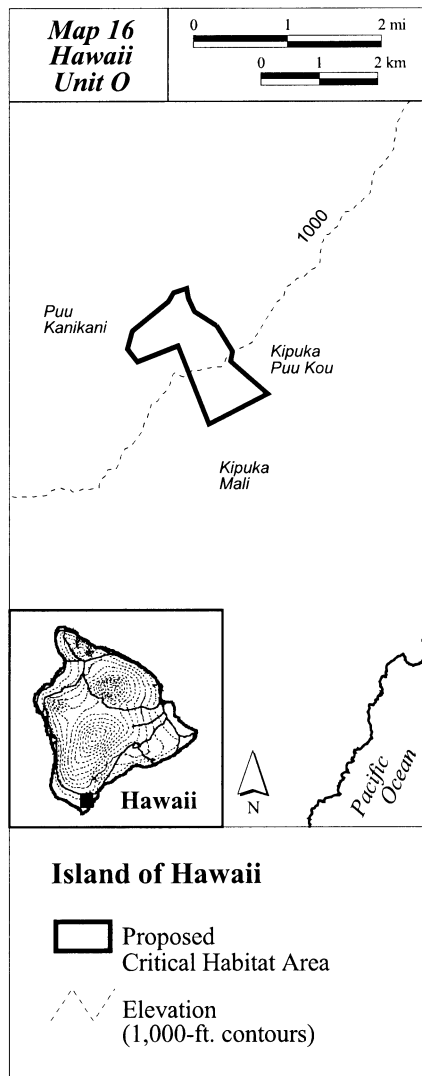 Map 16
Hawaii
Unit O
0 1 2 mi
0 1 2 km
1000
Puu
Kanikani
Kipuka
Puu Kou
Kipuka
Mali
Hawaii
N
Pacific
Ocean
Island of Hawaii
Proposed
Critical Habitat Area
Elevation
(1,000-ft. contours)